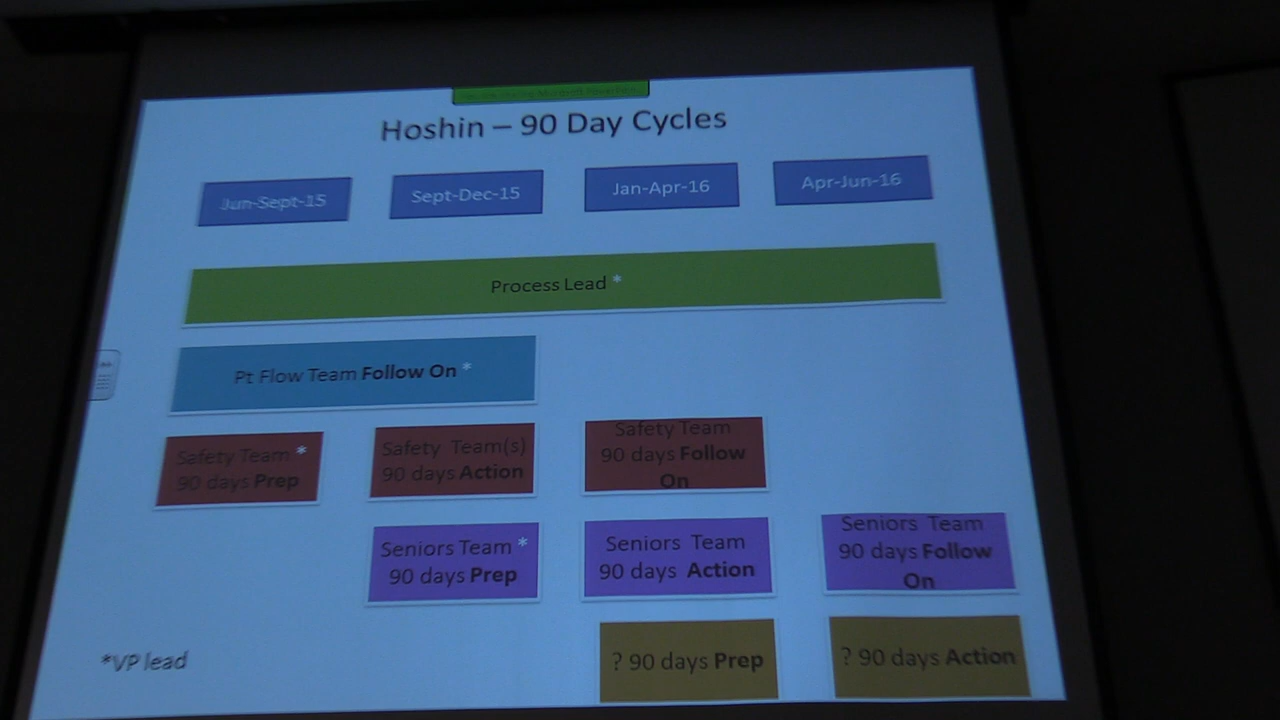 Hoshin – 90 Day Cycles
Jun-Sept-15
Sept-Dec-15
Jan-Apr-16
Apr-Jun-16
Process Lead *
Pt Flow Team Follow On *
Safety Team *
90 days Prep
Safety Team(s)
90 days Action
Safety Team
90 days Follow
On
Seniors Team *
90 days Prep
Seniors Team
90 days Action
Seniors Team
90 days Follow
On
? 90 days Prep
? 90 days Action
*VP lead